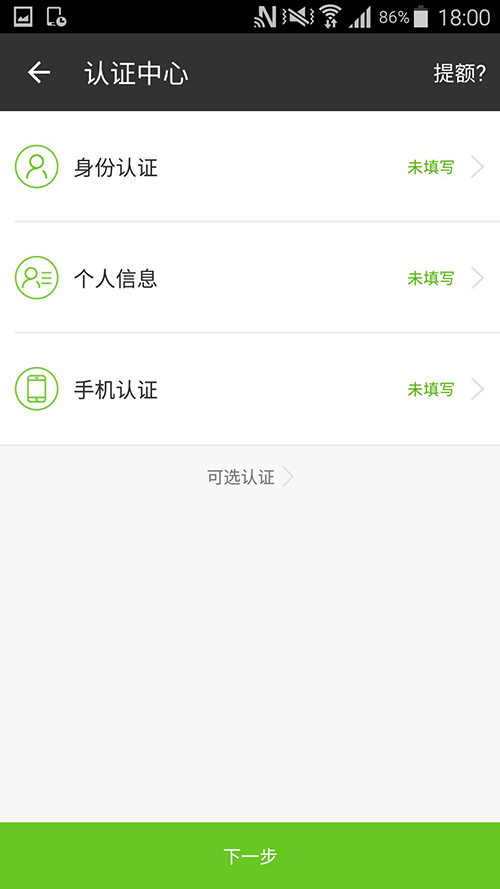 86% 18:00
认证中心 提额?
身份认证 未填写
个人信息 未填写
手机认证 未填写
可选认证
下一步